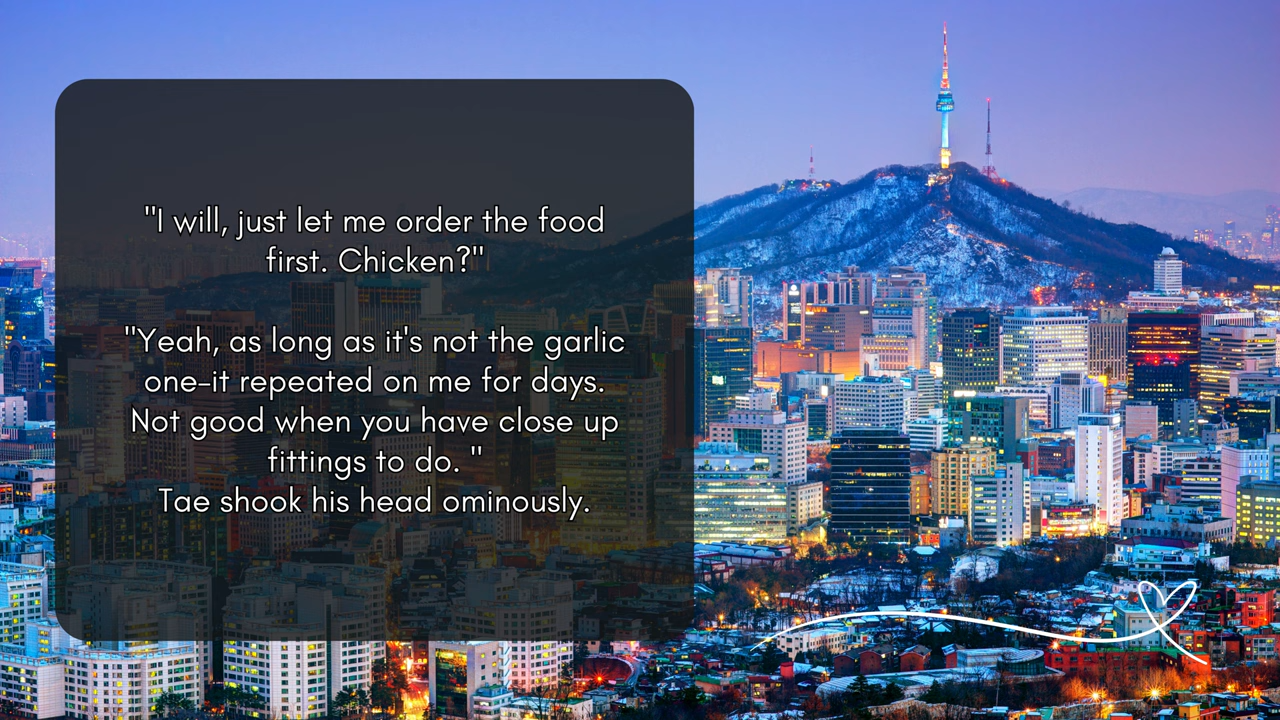 "I will, just let me order the food
first. Chicken?"
"Yeah, as long as it's not the garlic
one–it repeated on me for days.
Not good when you have close up
fittings to do. "
Tae shook his head ominously.